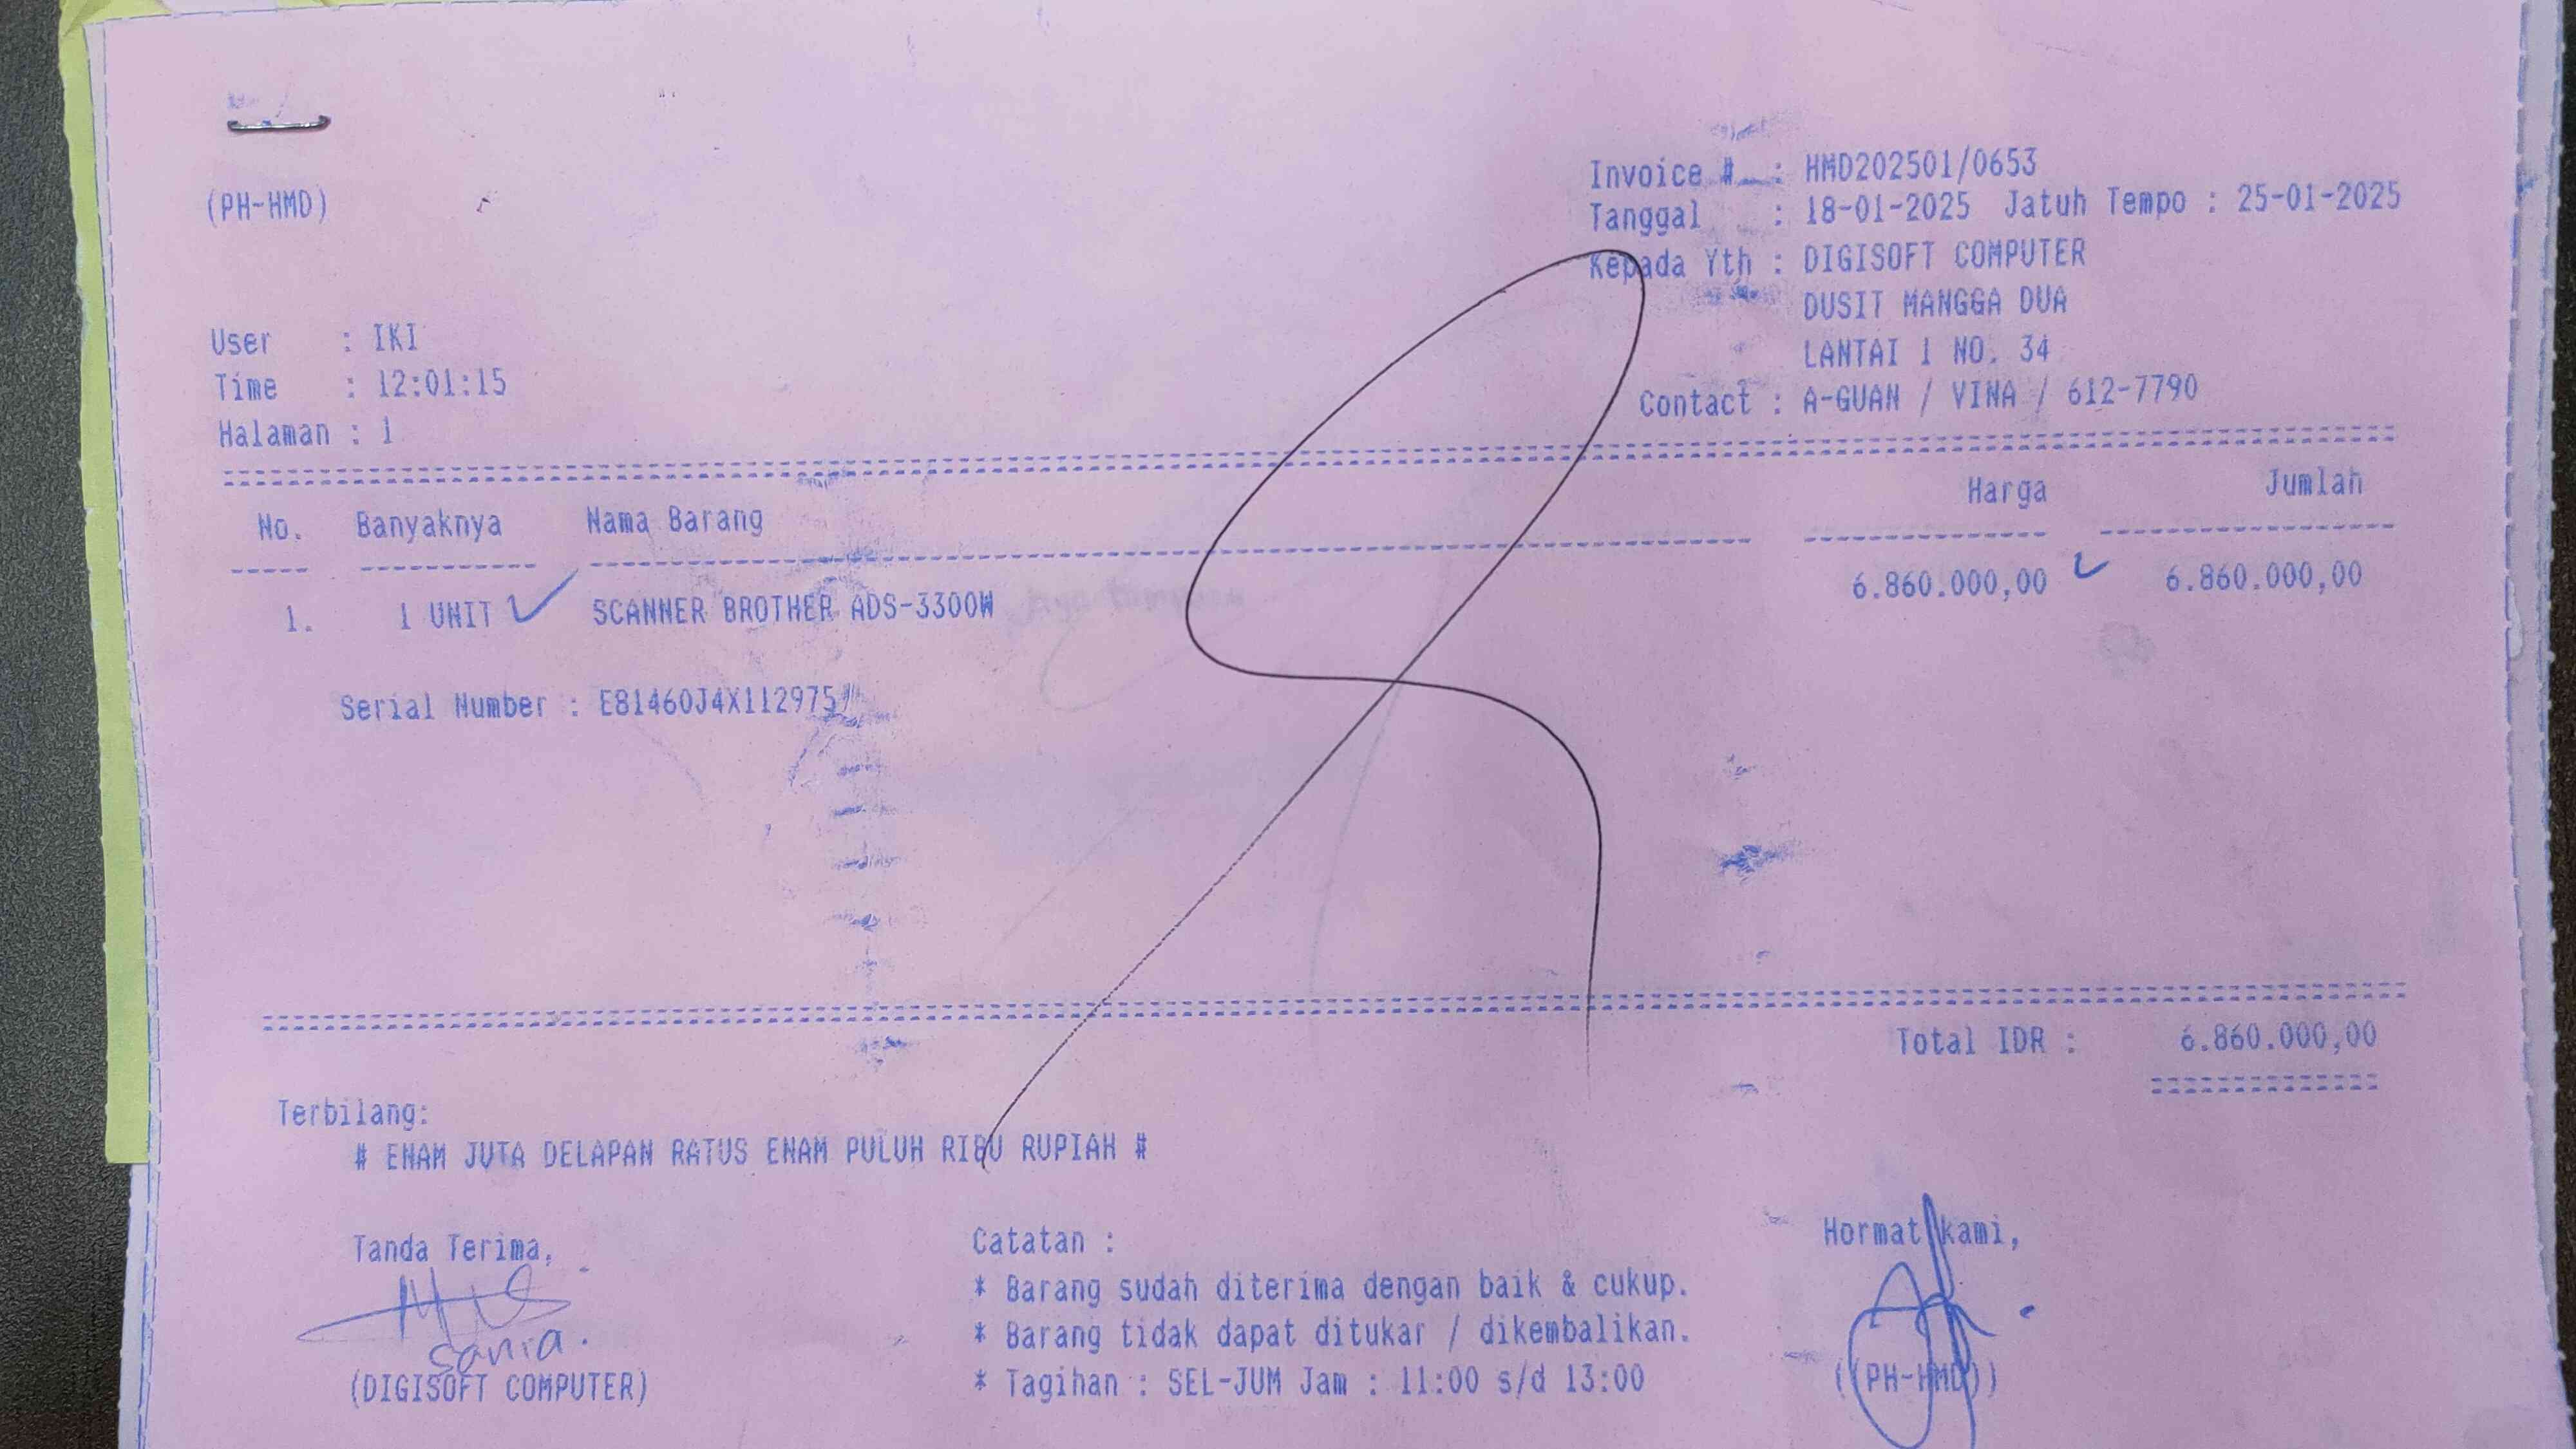 (PH-HMD)
Invoice # : HMD202501/0653
Tanggal : 18-01-2025 Jatuh Tempo : 25-01-2025
Kepada Yth : DIGISOFT COMPUTER
DUSIT MANGGA DUA
LANTAI 1 NO. 34
Contact : A-GUAN / VINA / 612-7790
User : IKI
Time : 12:01:15
Halaman : 1
No. Banyaknya Nama Barang Harga Jumlah
1. 1 UNIT SCANNER BROTHER ADS-3300W 6.860.000,00 6.860.000,00
Serial Number : E81460J4X112975
Total IDR : 6.860.000,00
Terbilang:
# ENAM JUTA DELAPAN RATUS ENAM PULUH RIBU RUPIAH #
Tanda Terima,
Sania.
(DIGISOFT COMPUTER)
Catatan :
* Barang sudah diterima dengan baik & cukup.
* Barang tidak dapat ditukar / dikembalikan.
* Tagihan : SEL-JUM Jam : 11:00 s/d 13:00
Hormat kami,
((PH-HMD))